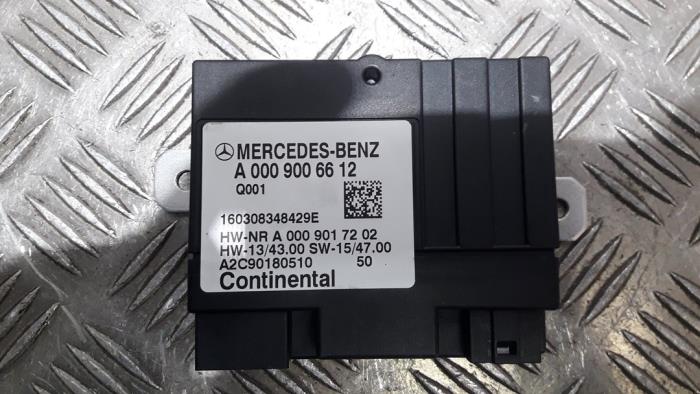 MERCEDES-BENZ
A 000 900 66 12
Q001
160308348429E
HW-NR A 000 901 72 02
HW-13/43.00 SW-15/47.00
A2C90180510 50
Continental